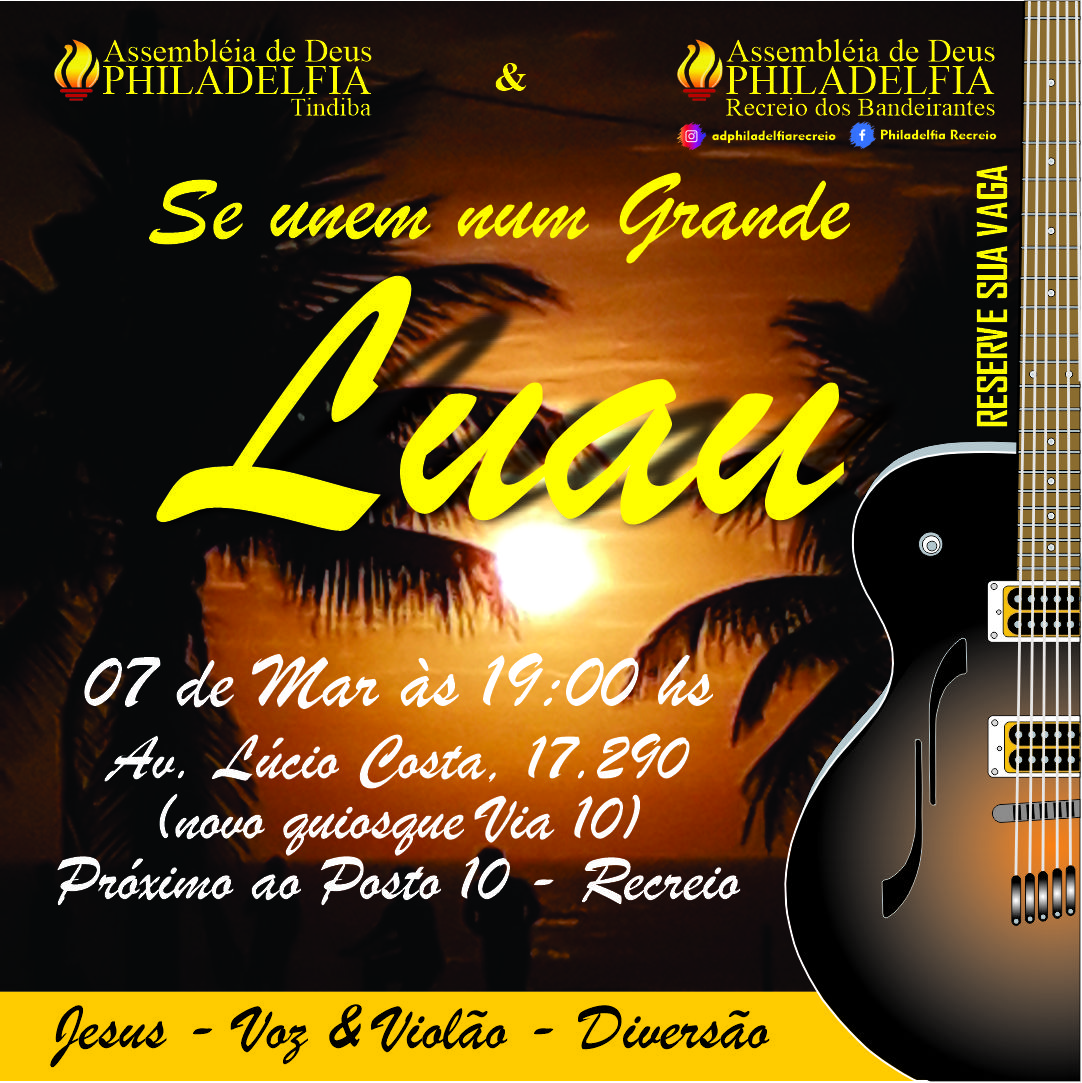 Assembléia de Deus
PHILADELFIA
Tindiba
&
Assembléia de Deus
PHILADELFIA
Recreio dos Bandeirantes
adphiladelfiarecreio
Philadelfia Recreio
Se unem num Grande
Luau
RESERVE SUA VAGA
07 de Mar às 19:00 hs
Av. Lúcio Costa, 17.290
(novo quiosque Via 10)
Próximo ao Posto 10 - Recreio
Jesus - Voz & Violão - Diversão